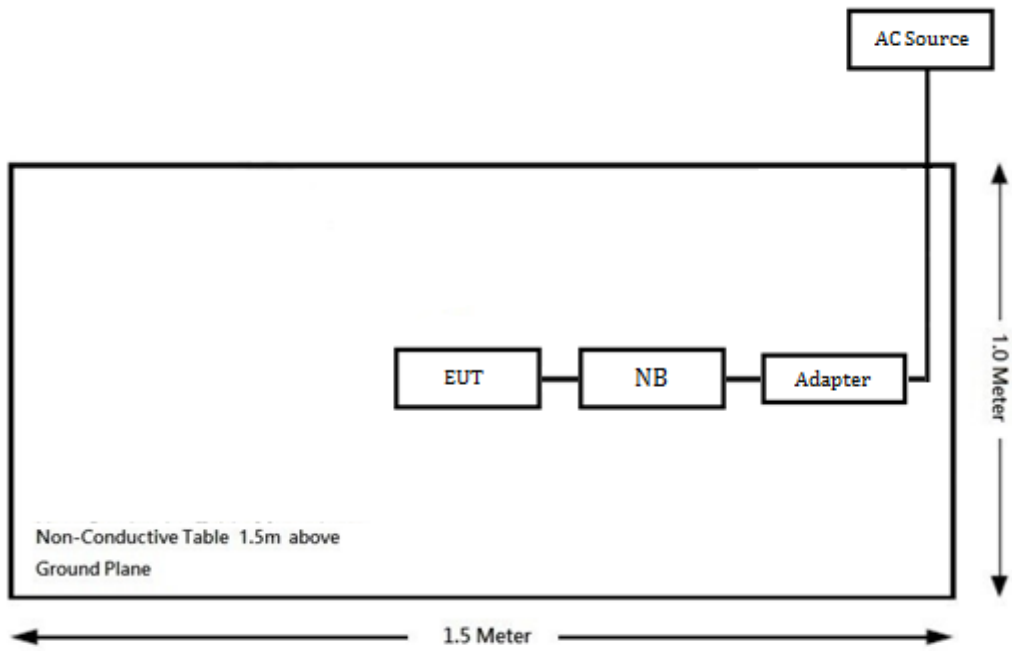 AC Source
EUT
NB
Adapter
1.0 Meter
Non-Conductive Table 1.5m above
Ground Plane
1.5 Meter